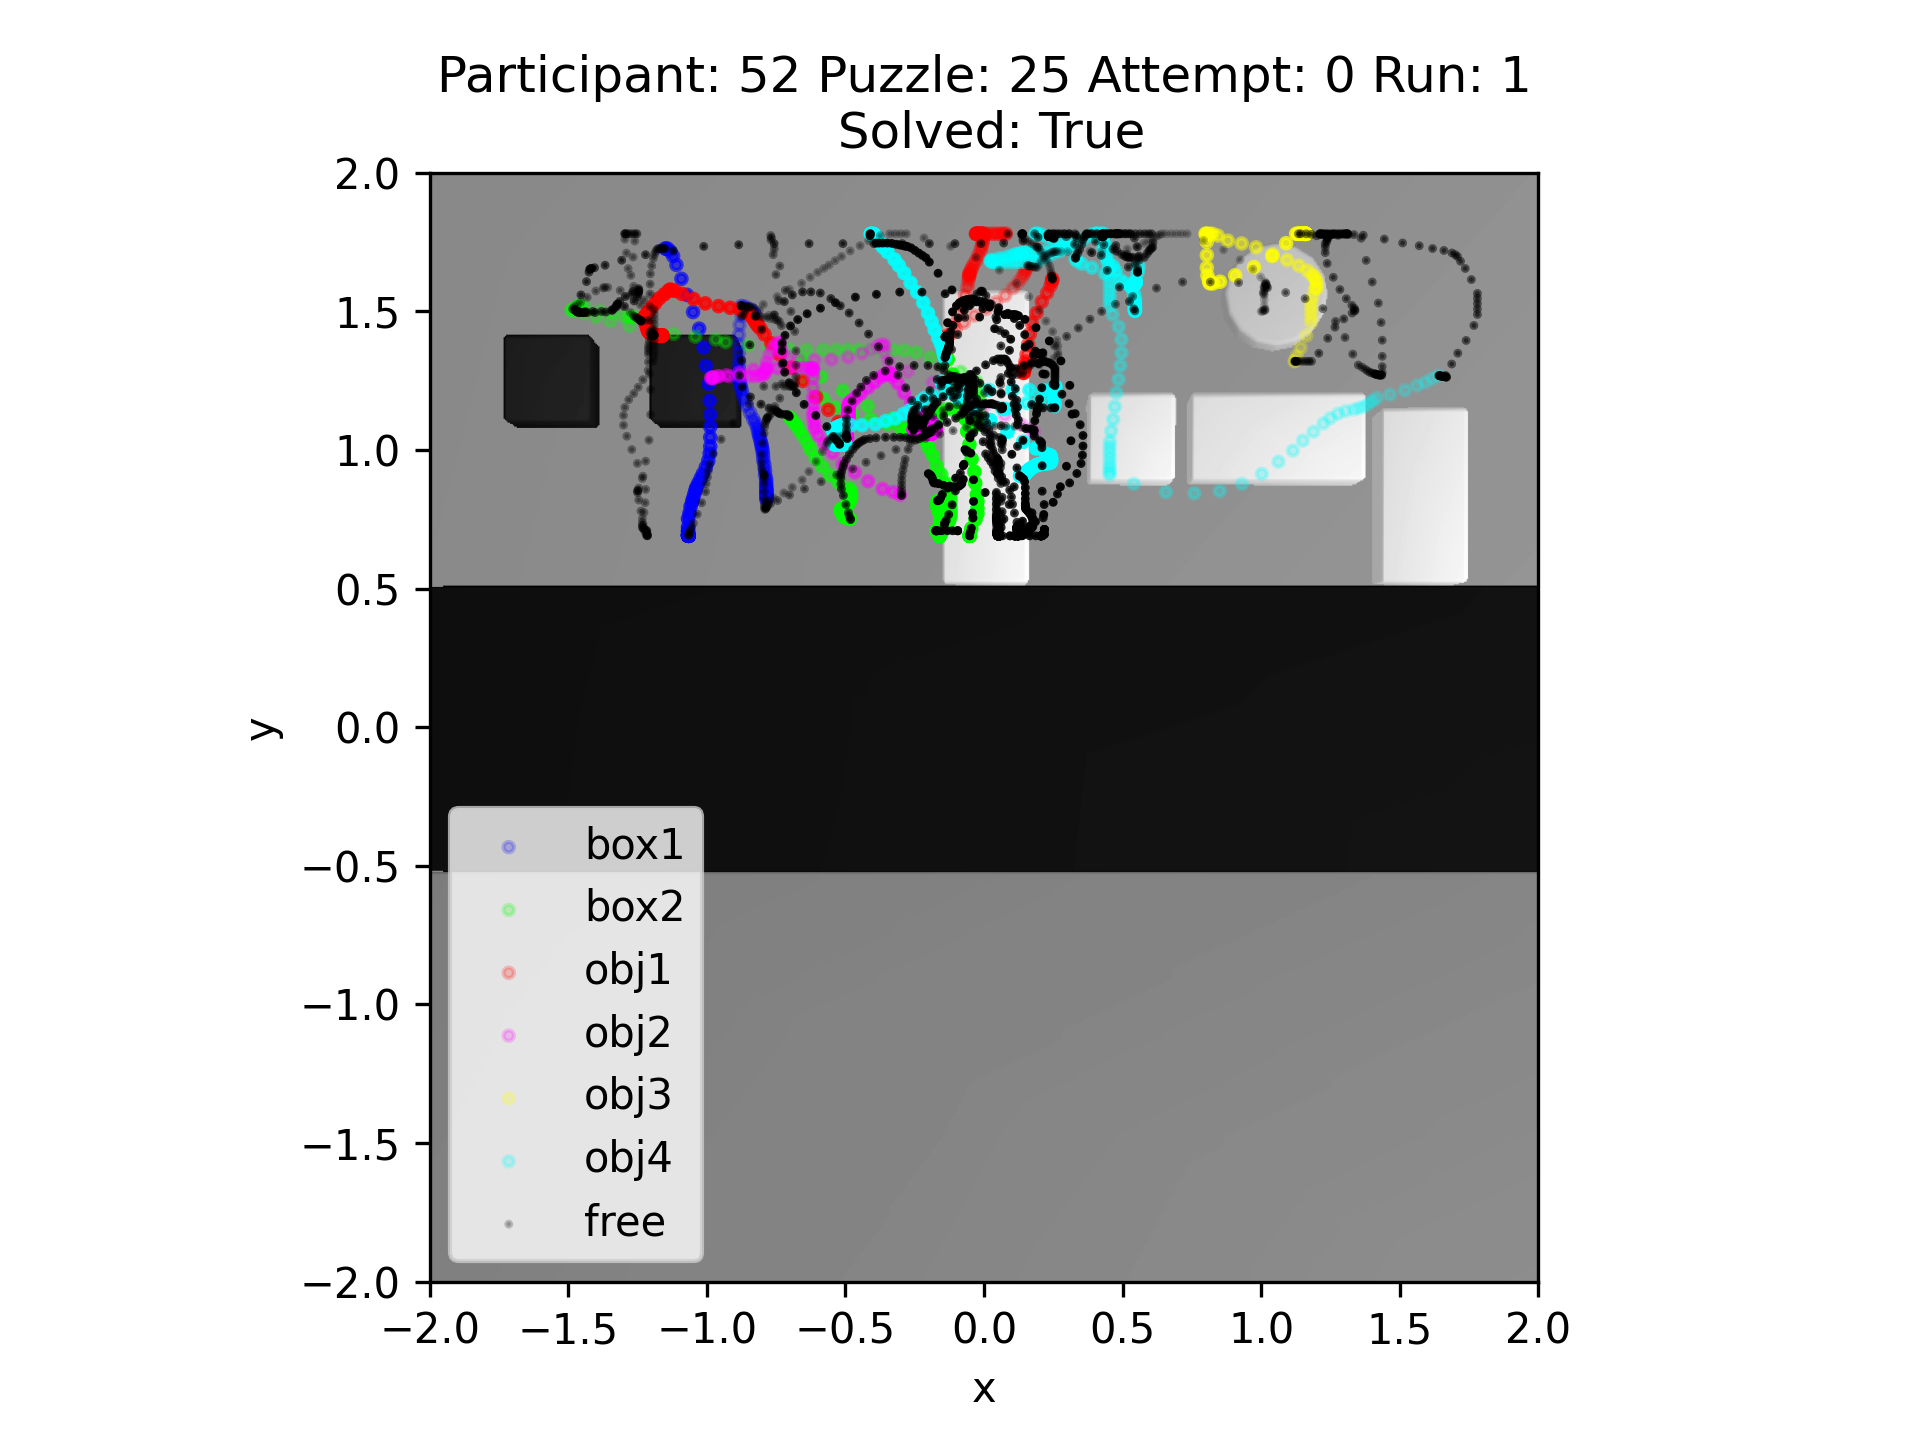 Participant: 52 Puzzle: 25 Attempt: 0 Run: 1
Solved: True
2.0
1.5
1.0
0.5
0.0
−0.5
−1.0
−1.5
−2.0
y
box1
box2
obj1
obj2
obj3
obj4
free
−2.0 −1.5 −1.0 −0.5 0.0 0.5 1.0 1.5 2.0
x